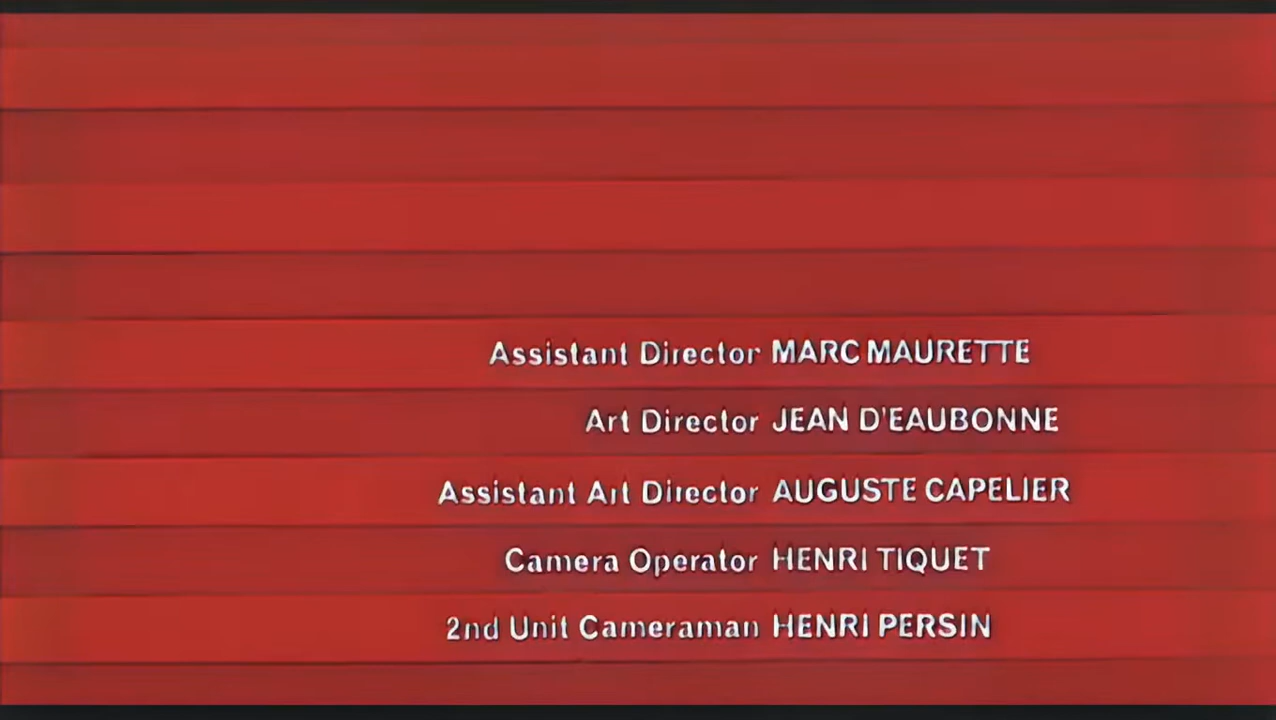 Assistant Director MARC MAURETTE
Art Director JEAN D'EAUBONNE
Assistant Art Director AUGUSTE CAPELIER
Camera Operator HENRI TIQUET
2nd Unit Cameraman HENRI PERSIN